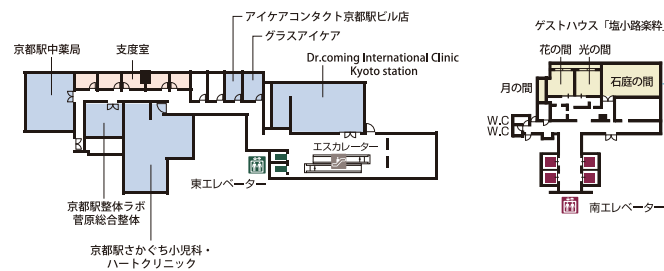 アイケアコンタクト京都駅ビル店
グラスアイケア
京都駅中薬局
支度室
Dr.coming International Clinic
Kyoto station
エスカレーター
東エレベーター
京都駅整体ラボ
菅原総合整体
京都駅さかぐち小児科・
ハートクリニック
ゲストハウス「塩小路楽粋」
花の間
光の間
石庭の間
月の間
W.C
W.C
南エレベーター